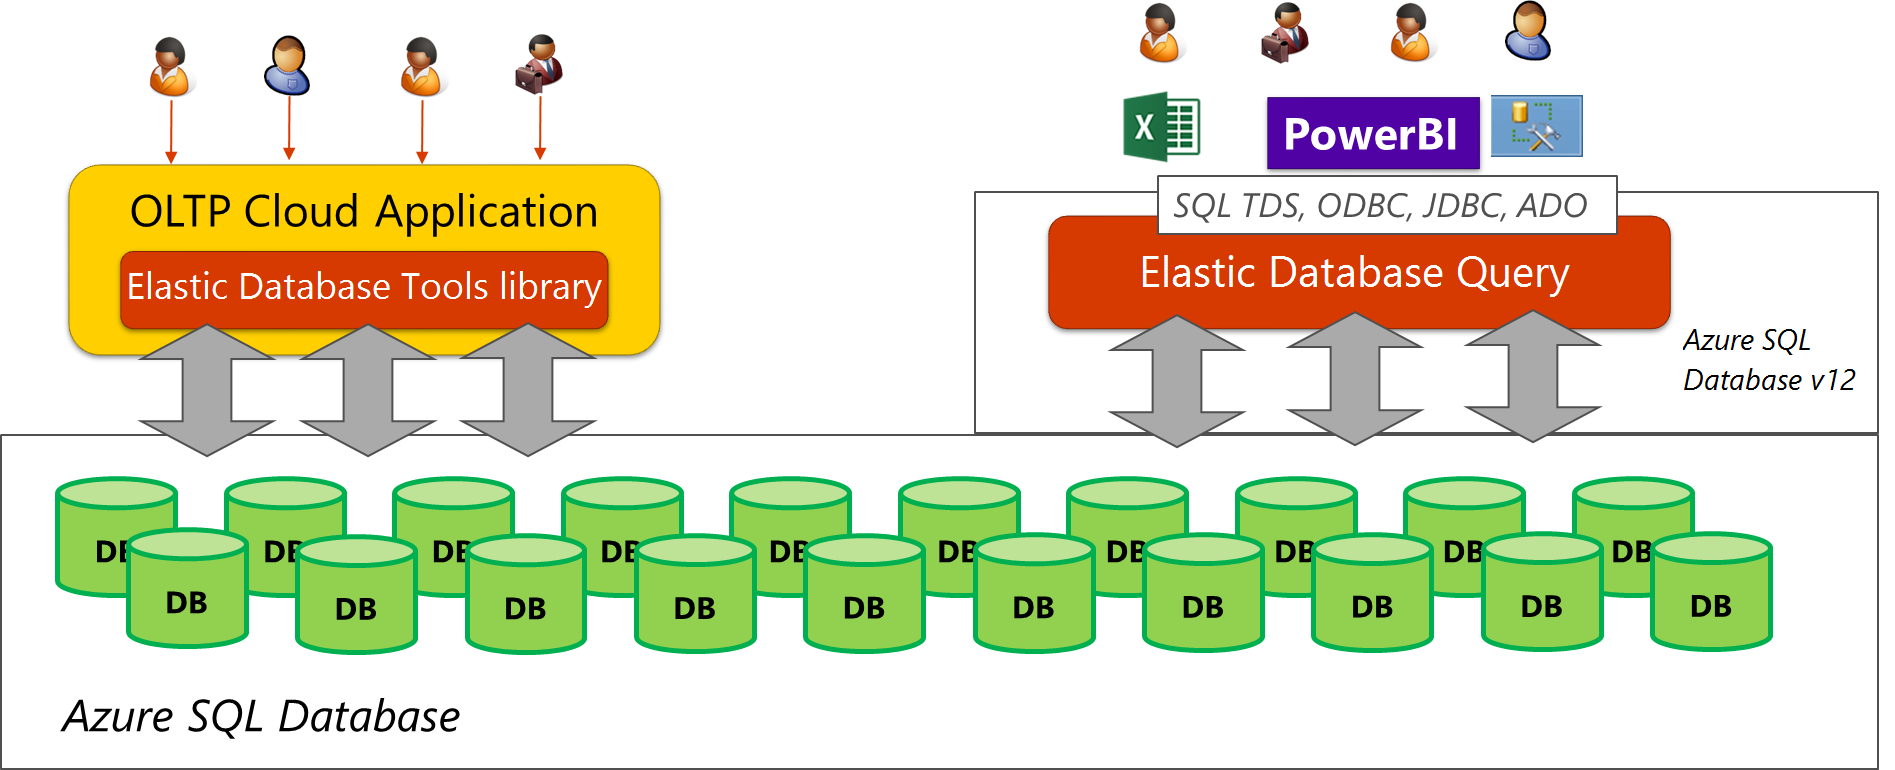 X
PowerBI
SQL TDS, ODBC, JDBC, ADO
OLTP Cloud Application
Elastic Database Tools library
Elastic Database Query
Azure SQL
Database v12
DB DB DB DB DB DB DB DB DB DB
DB DB DB DB DB DB DB DB DB DB
Azure SQL Database